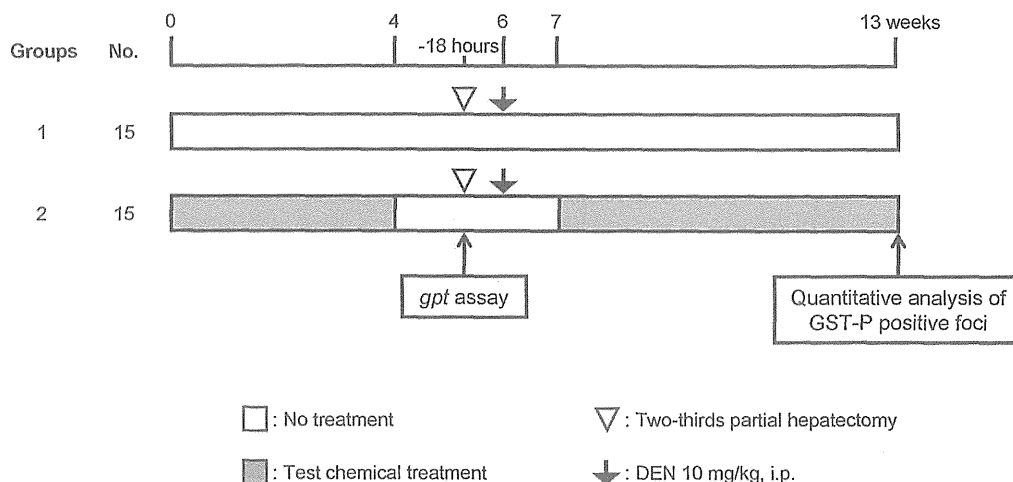 0 4 6 7 13 weeks
-18 hours
Groups No.
1 15
2 15
gpt assay
Quantitative analysis of
GST-P positive foci
: No treatment
: Two-thirds partial hepatectomy
: Test chemical treatment
: DEN 10 mg/kg, i.p.